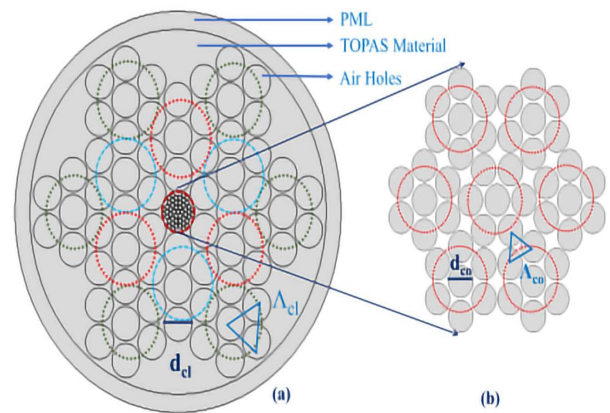 PML
TOPAS Material
Air Holes
Λcl
dcl
(a)
dco
Λco
(b)